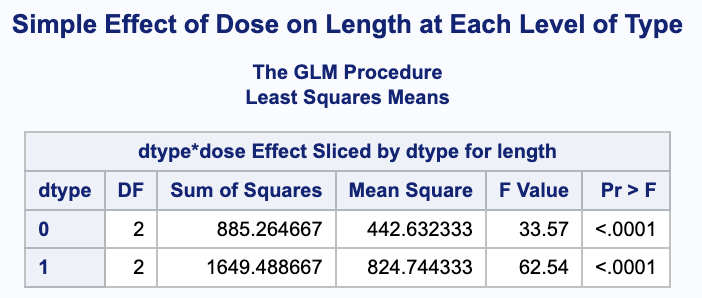 Simple Effect of Dose on Length at Each Level of Type
The GLM Procedure
Least Squares Means
dtype*dose Effect Sliced by dtype for length
dtype DF Sum of Squares Mean Square F Value Pr > F
0 2 885.264667 442.632333 33.57 <.0001
1 2 1649.488667 824.744333 62.54 <.0001